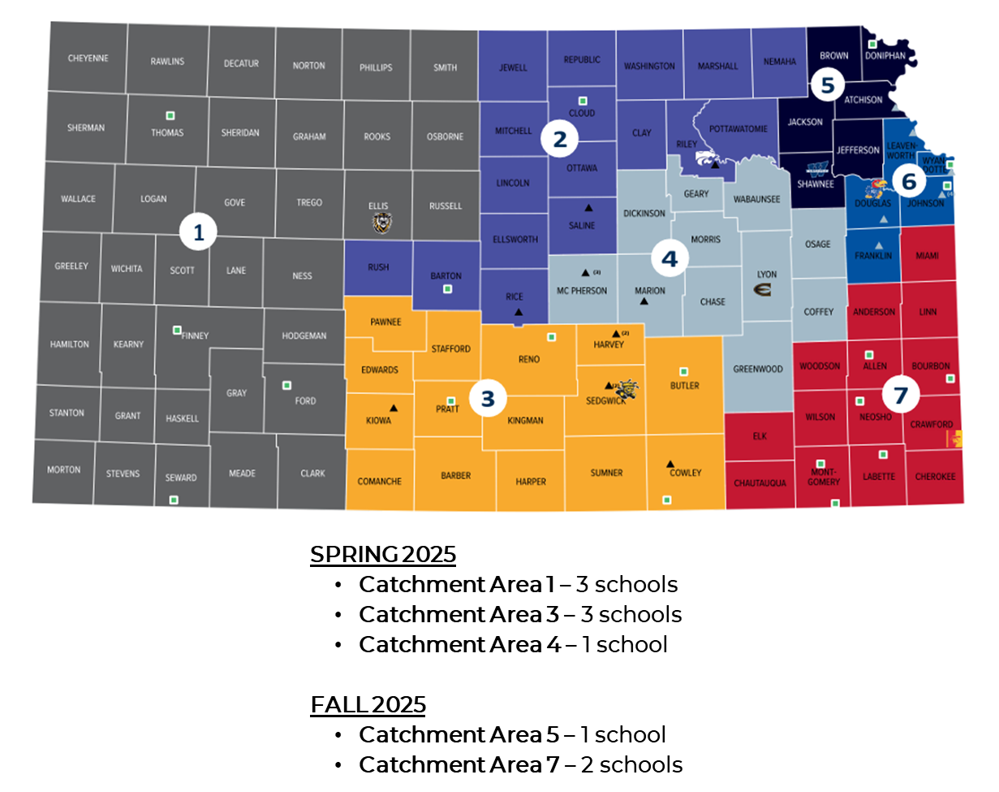 CHEYENNE RAWLINS DECATUR NORTON PHILLIPS SMITH JEWELL REPUBLIC WASHINGTON MARSHALL NEMAHA BROWN DONIPHAN
5
ATCHISON
SHERMAN THOMAS SHERIDAN GRAHAM ROOKS OSBORNE MITCHELL CLOUD CLAY RILEY POTTAWATOMIE JACKSON
2
JEFFERSON LEAVEN-
WORTH
WYAN
DOTTE
WALLACE LOGAN GOVE TREGO ELLIS RUSSELL LINCOLN OTTAWA DICKINSON GEARY WABAUNSEE SHAWNEE DOUGLAS JOHNSON
6
(4)
1
ELLSWORTH SALINE MORRIS OSAGE
4
GREELEY WICHITA SCOTT LANE NESS RUSH BARTON RICE MC PHERSON (2) MARION CHASE LYON COFFEY FRANKLIN MIAMI
HAMILTON KEARNY FINNEY HODGEMAN PAWNEE STAFFORD RENO HARVEY (2) ANDERSON LINN
EDWARDS BUTLER GREENWOOD WOODSON ALLEN BOURBON
3
7
STANTON GRANT HASKELL GRAY FORD KIOWA PRATT KINGMAN SEDGWICK WILSON NEOSHO CRAWFORD
ELK
MORTON STEVENS SEWARD MEADE CLARK COMANCHE BARBER HARPER SUMNER COWLEY CHAUTAUQUA MONT-
GOMERY
LABETTE CHEROKEE
SPRING 2025
• Catchment Area 1 – 3 schools
• Catchment Area 3 – 3 schools
• Catchment Area 4 – 1 school
FALL 2025
• Catchment Area 5 – 1 school
• Catchment Area 7 – 2 schools